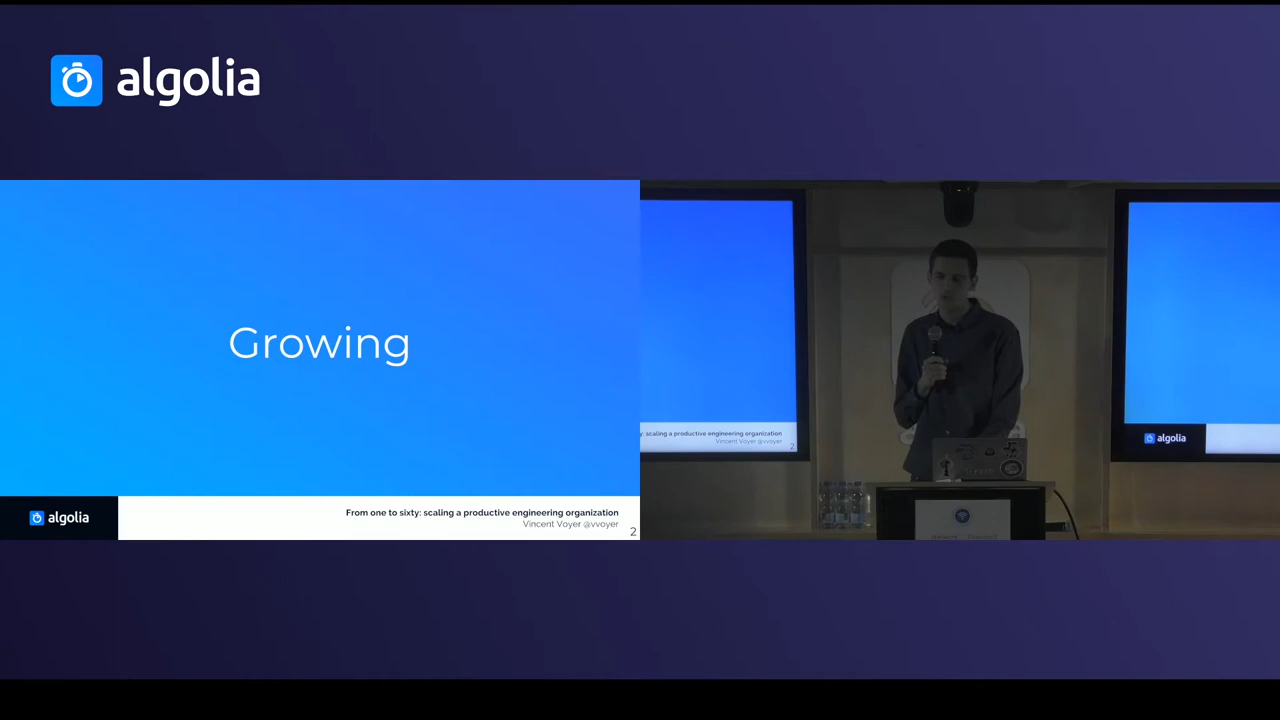 algolia
Growing
algolia
From one to sixty: scaling a productive engineering organization
Vincent Voyer @vvoyer
2
y: scaling a productive engineering organization
Vincent Voyer @vvoyer
2
algolia